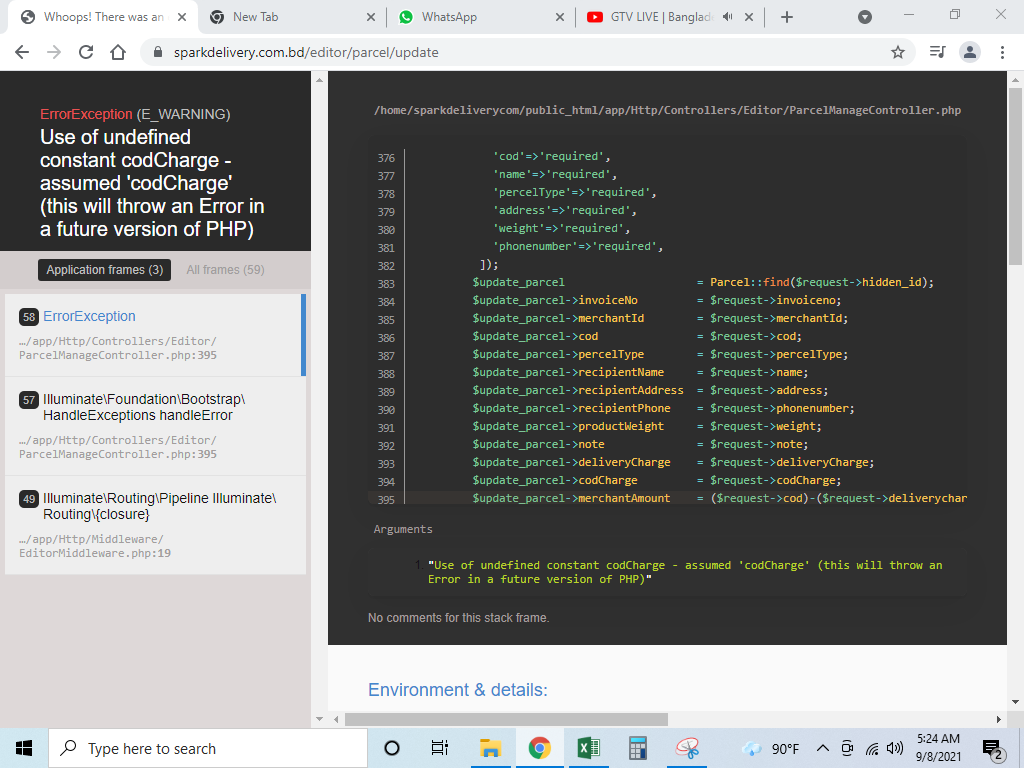 Whoops! There was an
New Tab
WhatsApp
GTV LIVE | Banglad
sparkdelivery.com.bd/editor/parcel/update
ErrorException (E_WARNING)
Use of undefined
constant codCharge -
assumed 'codCharge'
(this will throw an Error in
a future version of PHP)
Application frames (3)
All frames (59)
58 ErrorException
…/app/Http/Controllers/Editor/
ParcelManageController.php:395
57 Illuminate\Foundation\Bootstrap\
HandleExceptions handleError
…/app/Http/Controllers/Editor/
ParcelManageController.php:395
49 Illuminate\Routing\Pipeline Illuminate\
Routing\{closure}
…/app/Http/Middleware/
EditorMiddleware.php:19
/home/sparkdeliverycom/public_html/app/Http/Controllers/Editor/ParcelManageController.php
376 'cod'=>'required',
377 'name'=>'required',
378 'percelType'=>'required',
379 'address'=>'required',
380 'weight'=>'required',
381 'phonenumber'=>'required',
382 ]);
383 $update_parcel = Parcel::find($request->hidden_id);
384 $update_parcel->invoiceNo = $request->invoiceno;
385 $update_parcel->merchantId = $request->merchantId;
386 $update_parcel->cod = $request->cod;
387 $update_parcel->percelType = $request->percelType;
388 $update_parcel->recipientName = $request->name;
389 $update_parcel->recipientAddress = $request->address;
390 $update_parcel->recipientPhone = $request->phonenumber;
391 $update_parcel->productWeight = $request->weight;
392 $update_parcel->note = $request->note;
393 $update_parcel->deliveryCharge = $request->deliveryCharge;
394 $update_parcel->codCharge = $request->codCharge;
395 $update_parcel->merchantAmount = ($request->cod)-($request->deliverychar
Arguments
1 "Use of undefined constant codCharge - assumed 'codCharge' (this will throw an
Error in a future version of PHP)"
No comments for this stack frame.
Environment & details:
Type here to search
90°F
5:24 AM
9/8/2021
2